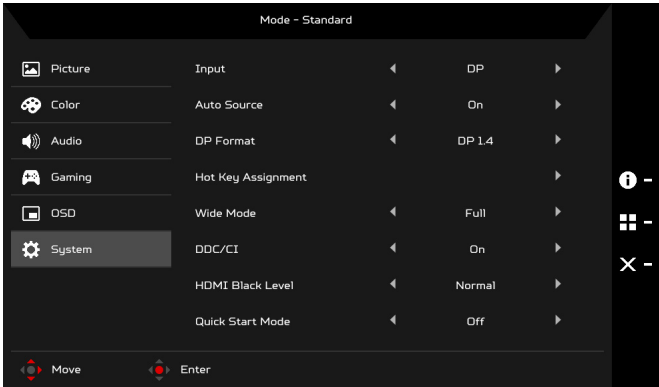 Mode - Standard
Picture
Color
Audio
Gaming
OSD
System
Input DP
Auto Source On
DP Format DP 1.4
Hot Key Assignment
Wide Mode Full
DDC/CI On
HDMI Black Level Normal
Quick Start Mode Off
Move Enter